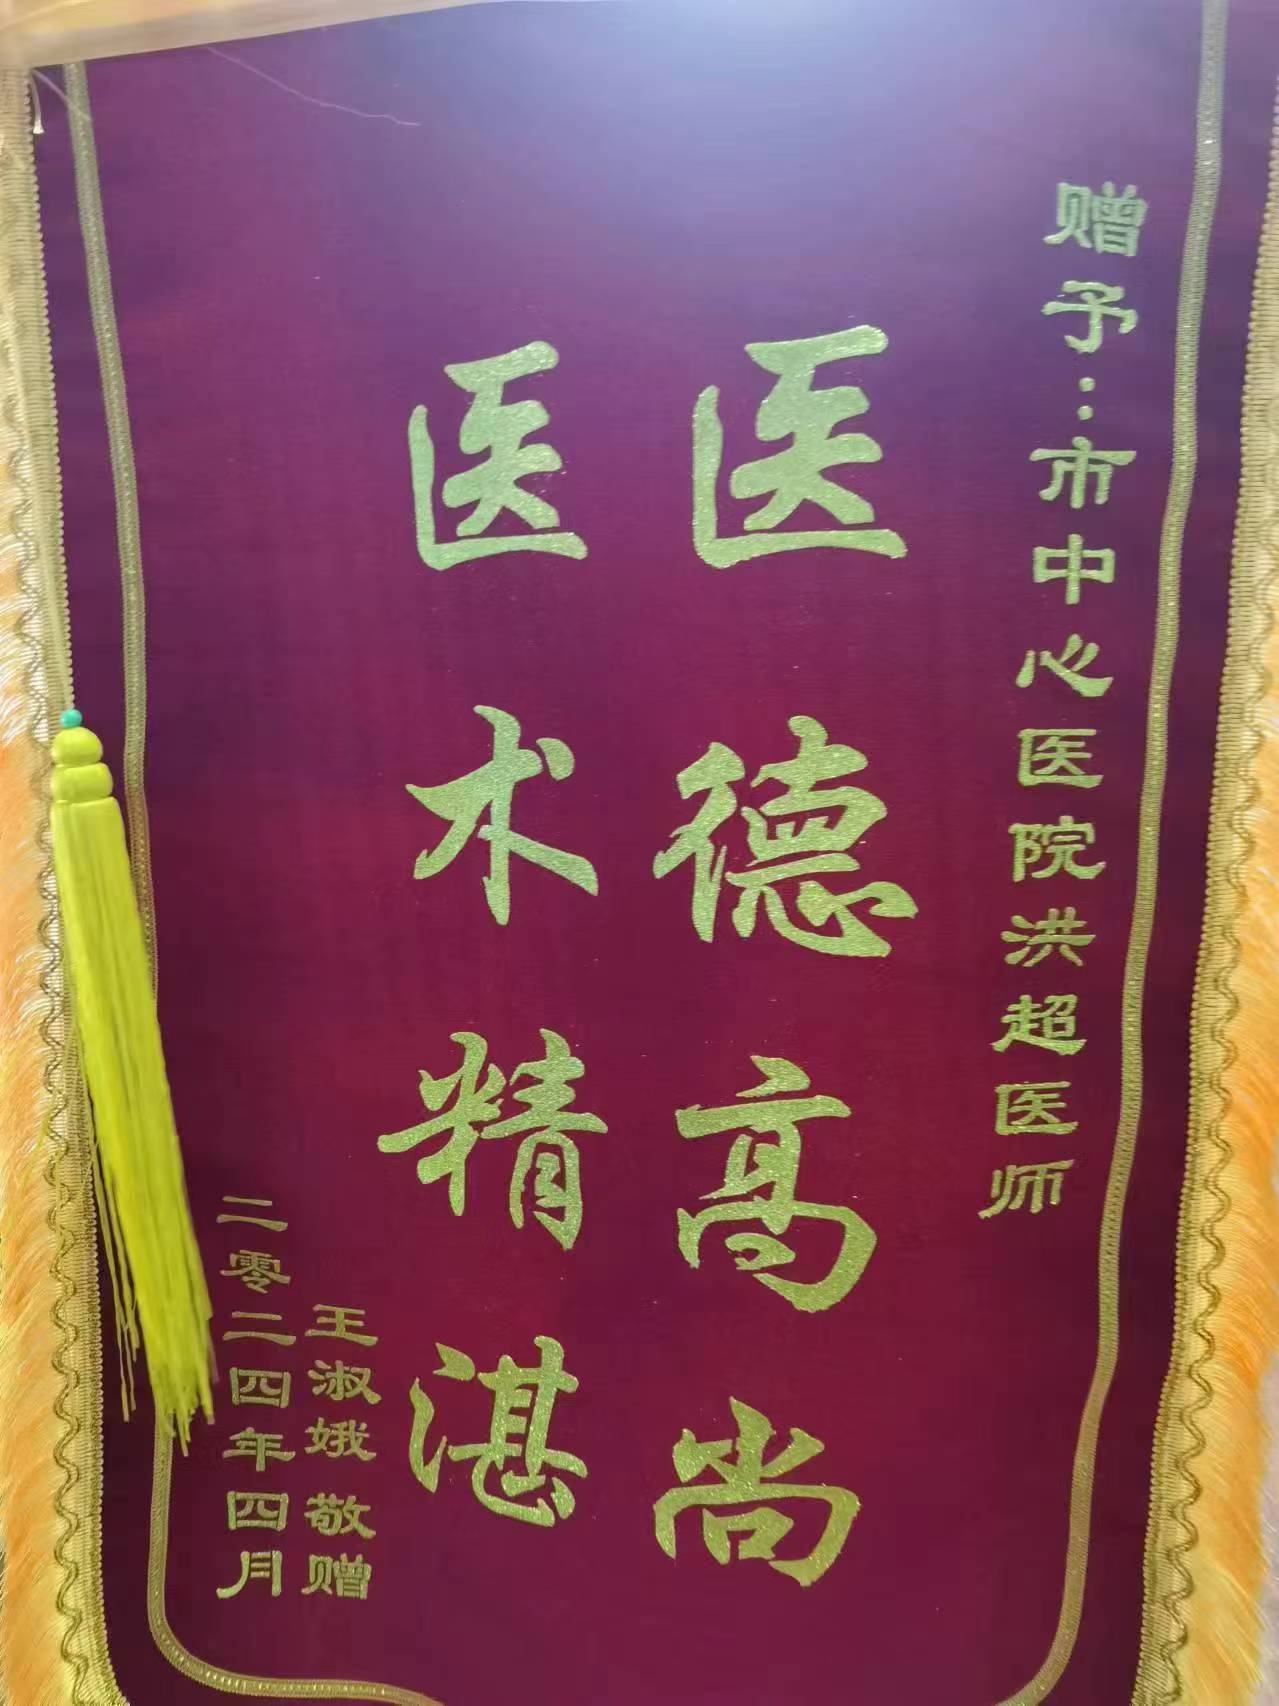 赠予：市中心医院洪超医师
医德高尚
医术精湛
王淑娥 敬赠
二零二四年四月